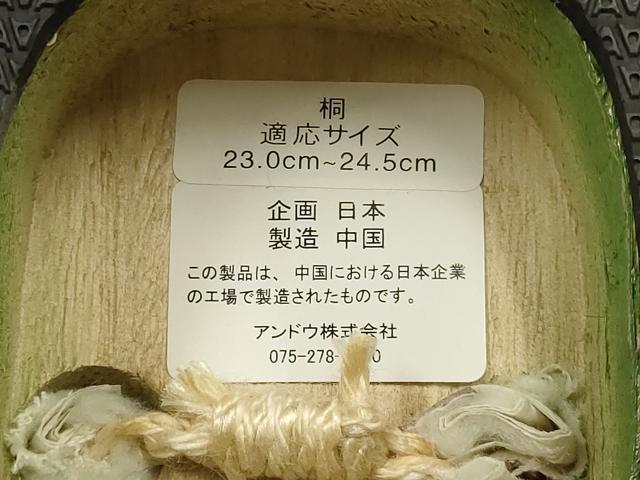 桐
適応サイズ
23.0cm~24.5cm
企画 日本
製造 中国
この製品は、中国における日本企業
の工場で製造されたものです。
アンドウ株式会社
075-278-